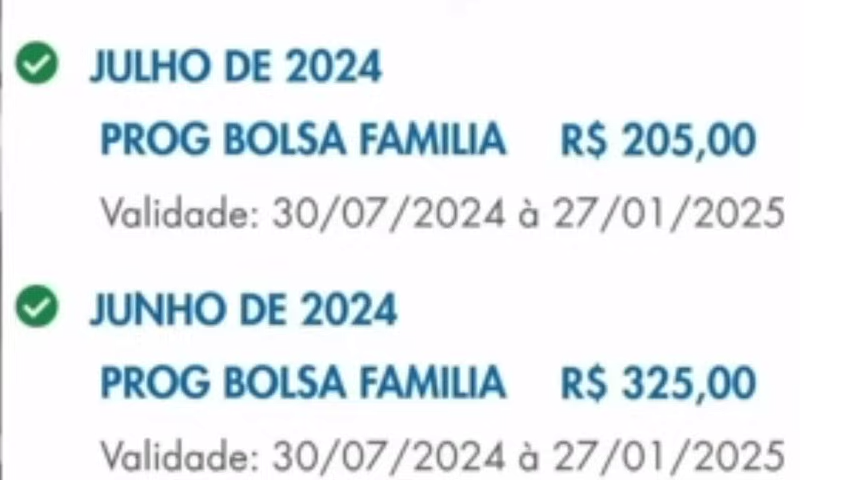 JULHO DE 2024
PROG BOLSA FAMILIA R$ 205,00
Validade: 30/07/2024 à 27/01/2025
JUNHO DE 2024
PROG BOLSA FAMILIA R$ 325,00
Validade: 30/07/2024 à 27/01/2025